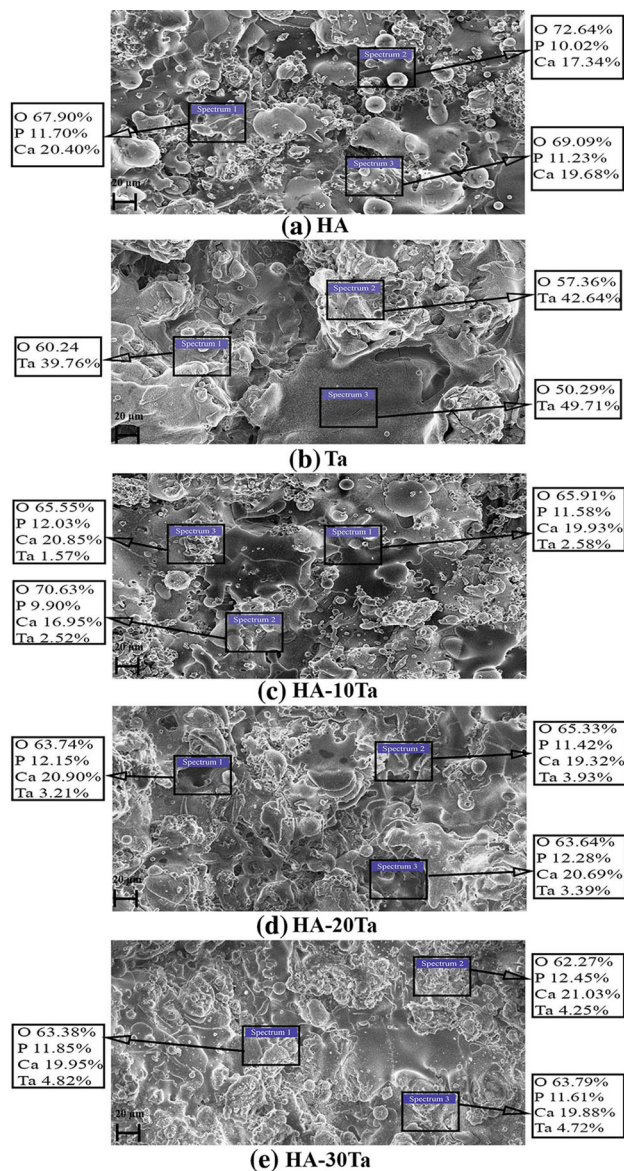 Spectrum 2
O 72.64%
P 10.02%
Ca 17.34%
Spectrum 1
O 67.90%
P 11.70%
Ca 20.40%
Spectrum 3
O 69.09%
P 11.23%
Ca 19.68%
20 µm
(a) HA
Spectrum 2
O 57.36%
Ta 42.64%
Spectrum 1
O 60.24
Ta 39.76%
Spectrum 3
O 50.29%
Ta 49.71%
20 µm
(b) Ta
Spectrum 3
O 65.55%
P 12.03%
Ca 20.85%
Ta 1.57%
Spectrum 1
O 65.91%
P 11.58%
Ca 19.93%
Ta 2.58%
Spectrum 2
O 70.63%
P 9.90%
Ca 16.95%
Ta 2.52%
20 µm
(c) HA-10Ta
Spectrum 1
O 63.74%
P 12.15%
Ca 20.90%
Ta 3.21%
Spectrum 2
O 65.33%
P 11.42%
Ca 19.32%
Ta 3.93%
Spectrum 3
O 63.64%
P 12.28%
Ca 20.69%
Ta 3.39%
20 µm
(d) HA-20Ta
Spectrum 2
O 62.27%
P 12.45%
Ca 21.03%
Ta 4.25%
Spectrum 1
O 63.38%
P 11.85%
Ca 19.95%
Ta 4.82%
Spectrum 3
O 63.79%
P 11.61%
Ca 19.88%
Ta 4.72%
20 µm
(e) HA-30Ta